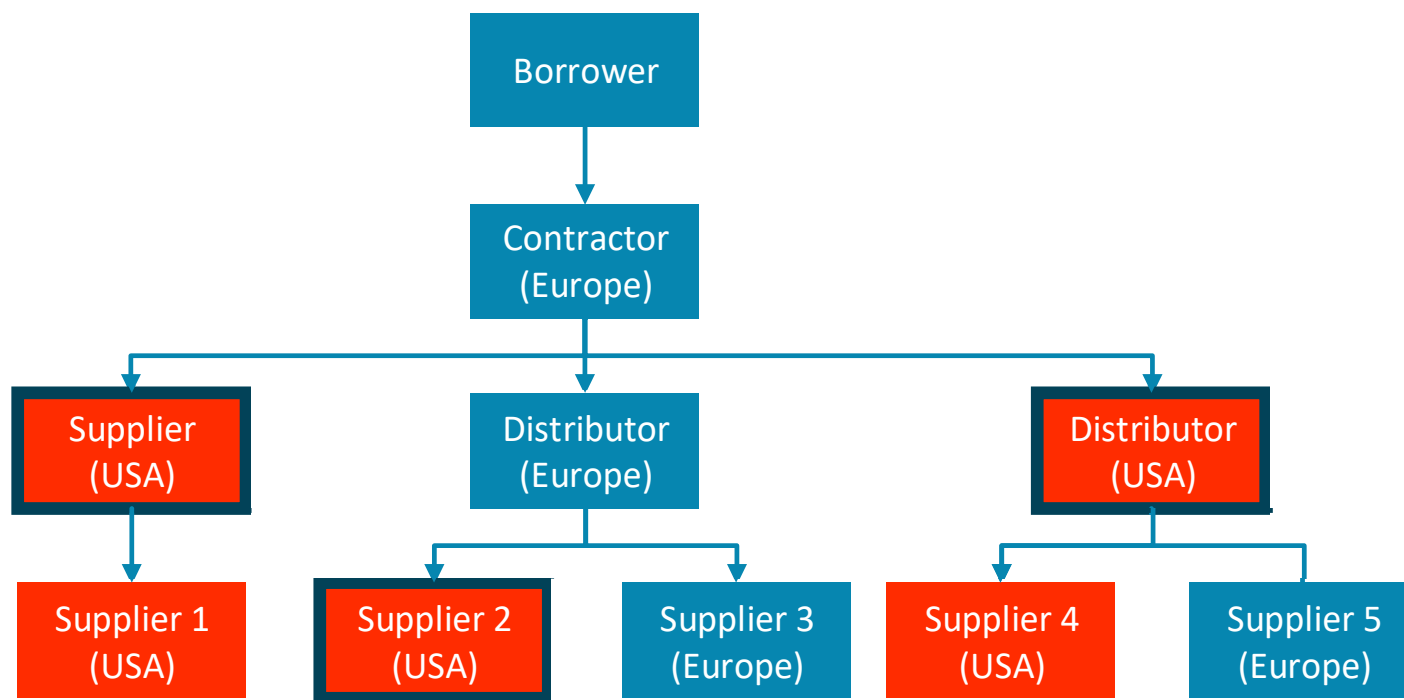 Borrower
Contractor
(Europe)
Supplier
(USA)
Distributor
(Europe)
Distributor
(USA)
Supplier 1
(USA)
Supplier 2
(USA)
Supplier 3
(Europe)
Supplier 4
(USA)
Supplier 5
(Europe)